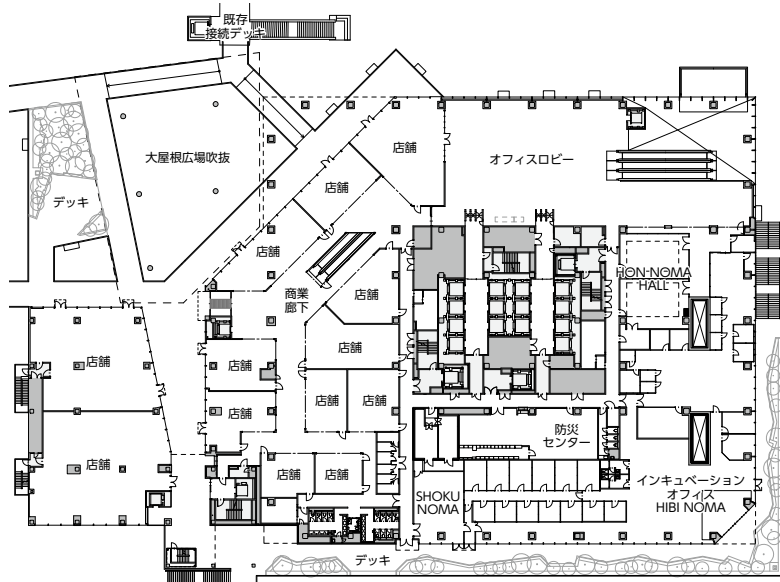 既存
接続デッキ
大屋根広場吹抜
デッキ
店舗
オフィスロビー
店舗
店舗
商業
廊下
店舗
HON-NOMA
HALL
店舗
店舗
店舗
店舗
店舗
店舗
店舗
店舗
店舗
防災
センター
SHOKU
NOMA
インキュベーション
オフィス
HIBI NOMA
デッキ